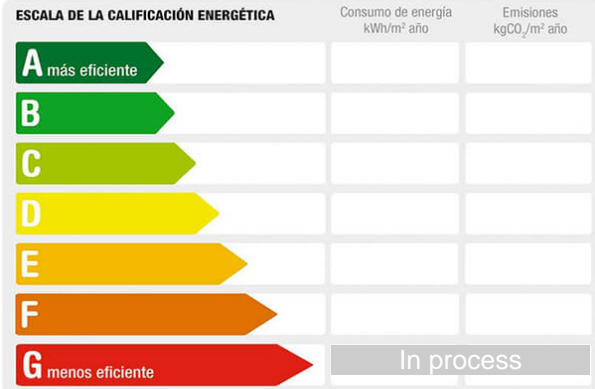 ESCALA DE LA CALIFICACIÓN ENERGÉTICA
Consumo de energía
kWh/m² año
Emisiones
kgCO₂/m² año
A más eficiente
B
C
D
E
F
G menos eficiente
In process